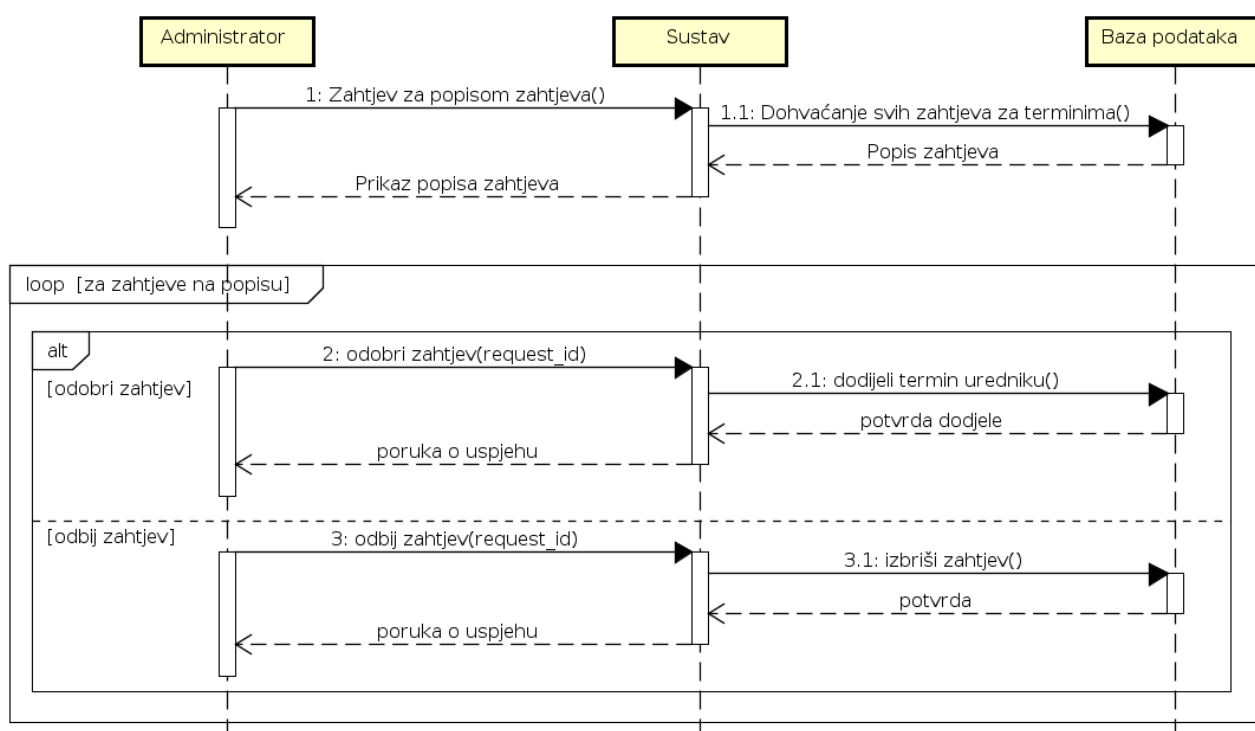 Administrator
Sustav
Baza podataka
1: Zahtjev za popisom zahtjeva()
1.1: Dohvaćanje svih zahtjeva za terminima()
Popis zahtjeva
Prikaz popisa zahtjeva
loop [za zahtjeve na popisu]
alt
2: odobri zahtjev(request_id)
[odobri zahtjev]
2.1: dodijeli termin uredniku()
potvrda dodjele
poruka o uspjehu
[odbij zahtjev]
3: odbij zahtjev(request_id)
3.1: izbriši zahtjev()
potvrda
poruka o uspjehu